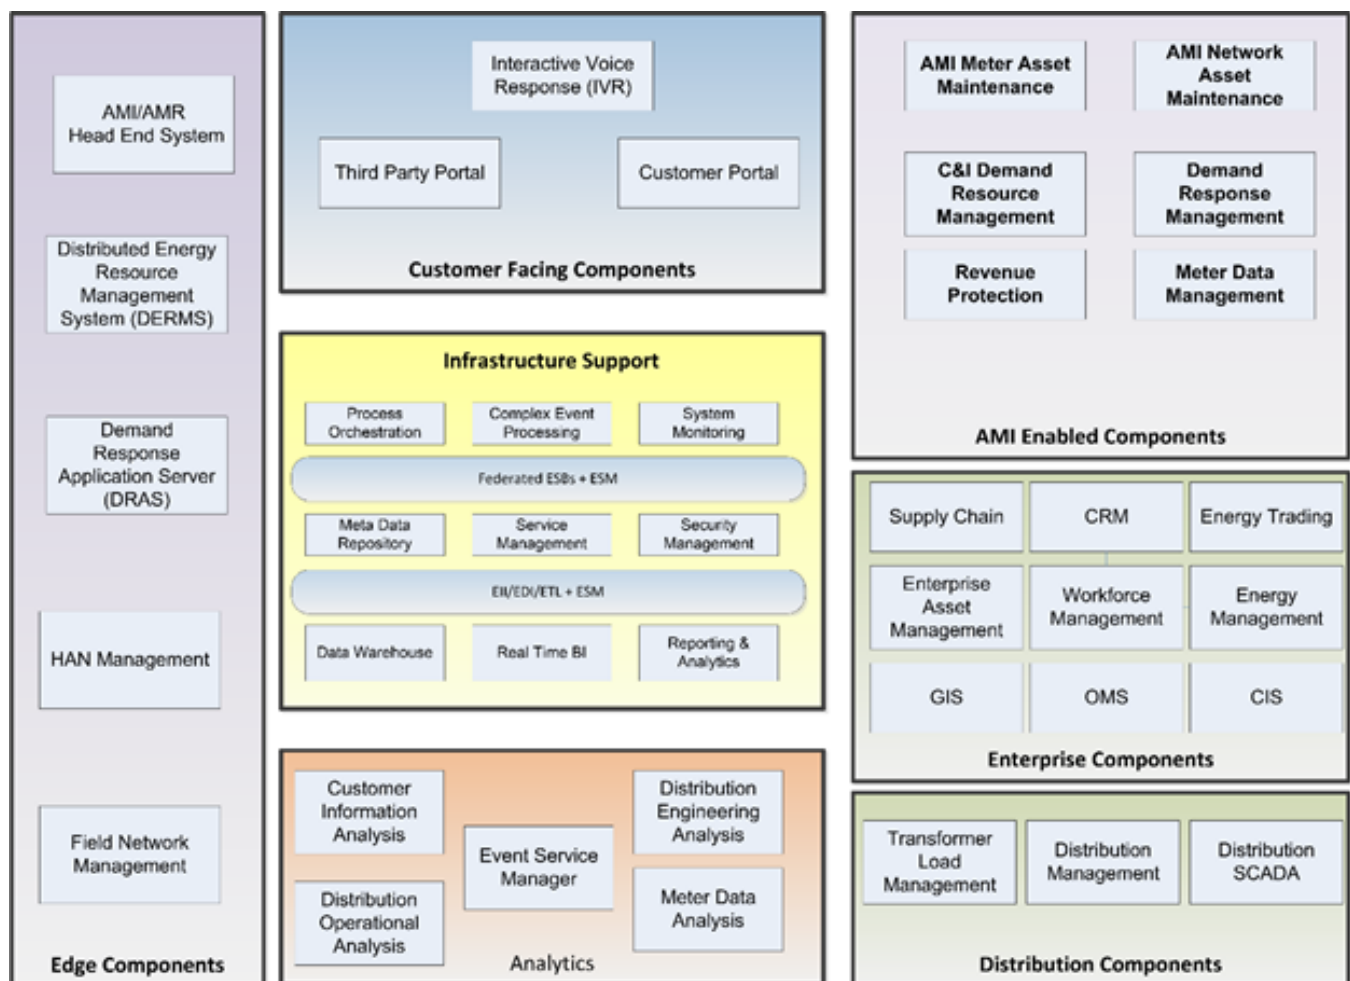 AMI/AMR
Head End System
Distributed Energy
Resource
Management
System (DERMS)
Demand
Response
Application Server
(DRAS)
HAN Management
Field Network
Management
Edge Components
Interactive Voice
Response (IVR)
Third Party Portal
Customer Portal
Customer Facing Components
Infrastructure Support
Process
Orchestration
Complex Event
Processing
System
Monitoring
Federated ESBs + ESM
Meta Data
Repository
Service
Management
Security
Management
EII/EDI/ETL + ESM
Data Warehouse
Real Time BI
Reporting &
Analytics
Customer
Information
Analysis
Distribution
Engineering
Analysis
Event Service
Manager
Distribution
Operational
Analysis
Meter Data
Analysis
Analytics
AMI Meter Asset
Maintenance
AMI Network
Asset
Maintenance
C&I Demand
Resource
Management
Demand
Response
Management
Revenue
Protection
Meter Data
Management
AMI Enabled Components
Supply Chain
CRM
Energy Trading
Enterprise
Asset
Management
Workforce
Management
Energy
Management
GIS
OMS
CIS
Enterprise Components
Transformer
Load
Management
Distribution
Management
Distribution
SCADA
Distribution Components